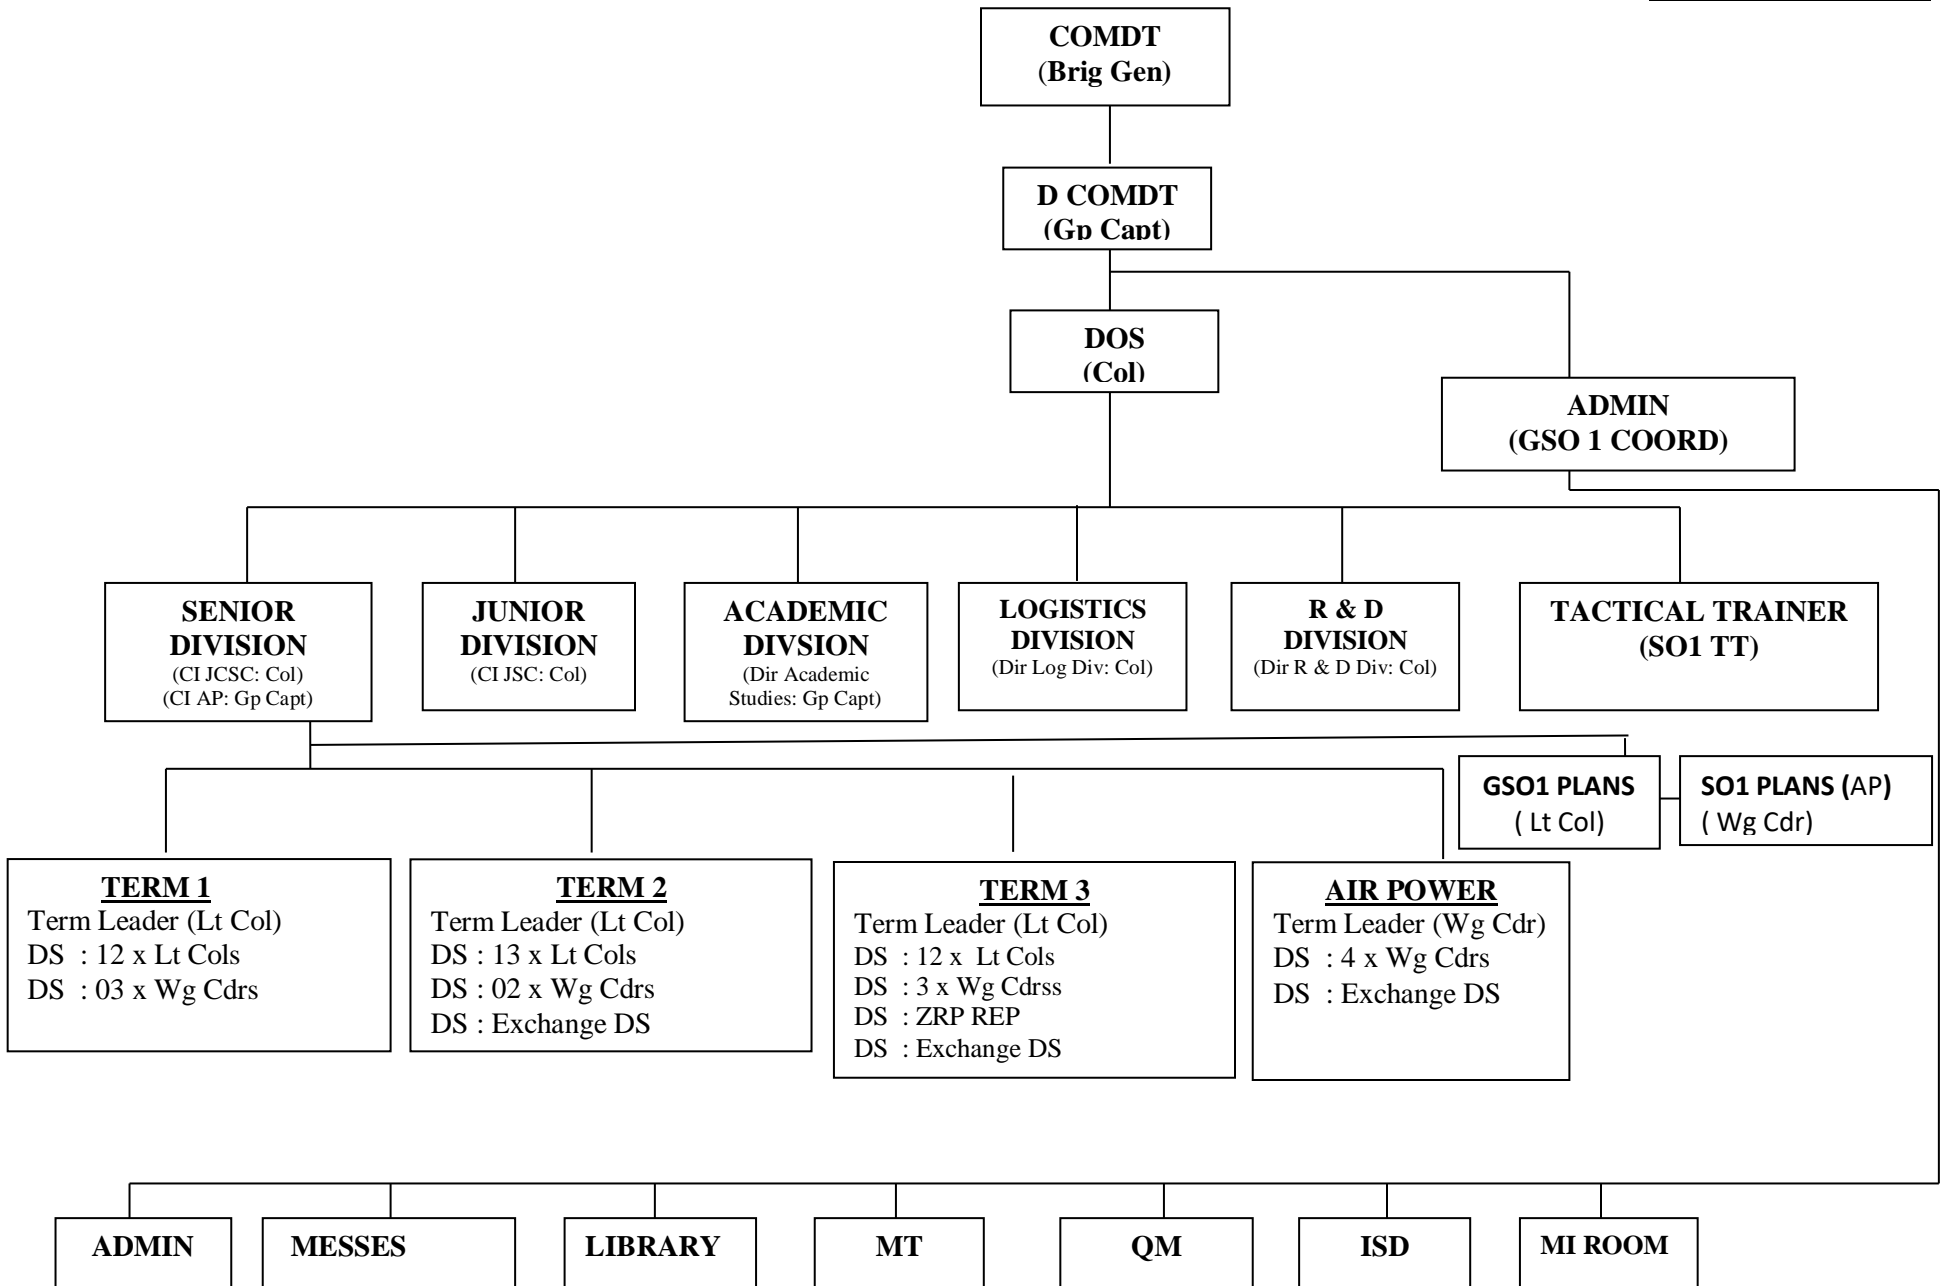 COMDT
(Brig Gen)
D COMDT
(Gp Capt)
DOS
(Col)
ADMIN
(GSO 1 COORD)
SENIOR
DIVISION
(CI JCSC: Col)
(CI AP: Gp Capt)
JUNIOR
DIVISION
(CI JSC: Col)
ACADEMIC
DIVSION
(Dir Academic
Studies: Gp Capt)
LOGISTICS
DIVISION
(Dir Log Div: Col)
R & D
DIVISION
(Dir R & D Div: Col)
TACTICAL TRAINER
(SO1 TT)
GSO1 PLANS
( Lt Col)
SO1 PLANS (AP)
( Wg Cdr)
TERM 1
Term Leader (Lt Col)
DS : 12 x Lt Cols
DS : 03 x Wg Cdrs
TERM 2
Term Leader (Lt Col)
DS : 13 x Lt Cols
DS : 02 x Wg Cdrs
DS : Exchange DS
TERM 3
Term Leader (Lt Col)
DS : 12 x Lt Cols
DS : 3 x Wg Cdrss
DS : ZRP REP
DS : Exchange DS
AIR POWER
Term Leader (Wg Cdr)
DS : 4 x Wg Cdrs
DS : Exchange DS
ADMIN
MESSES
LIBRARY
MT
QM
ISD
MI ROOM